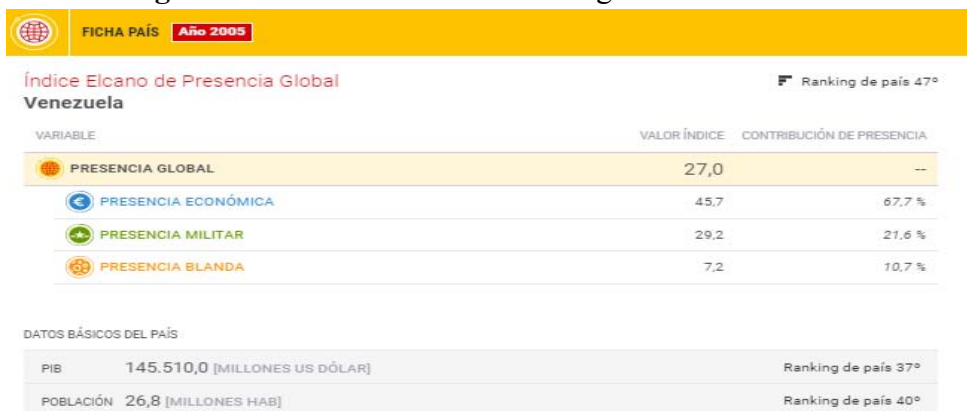 FICHA PAÍS Año 2005
Índice Elcano de Presencia Global Ranking de país 47º
Venezuela
VARIABLE VALOR ÍNDICE CONTRIBUCIÓN DE PRESENCIA
PRESENCIA GLOBAL 27,0 --
PRESENCIA ECONÓMICA 45,7 67,7 %
PRESENCIA MILITAR 29,2 21,6 %
PRESENCIA BLANDA 7,2 10,7 %
DATOS BÁSICOS DEL PAÍS
PIB 145.510,0 [MILLONES US DÓLAR] Ranking de país 37º
POBLACIÓN 26,8 [MILLONES HAB] Ranking de país 40º